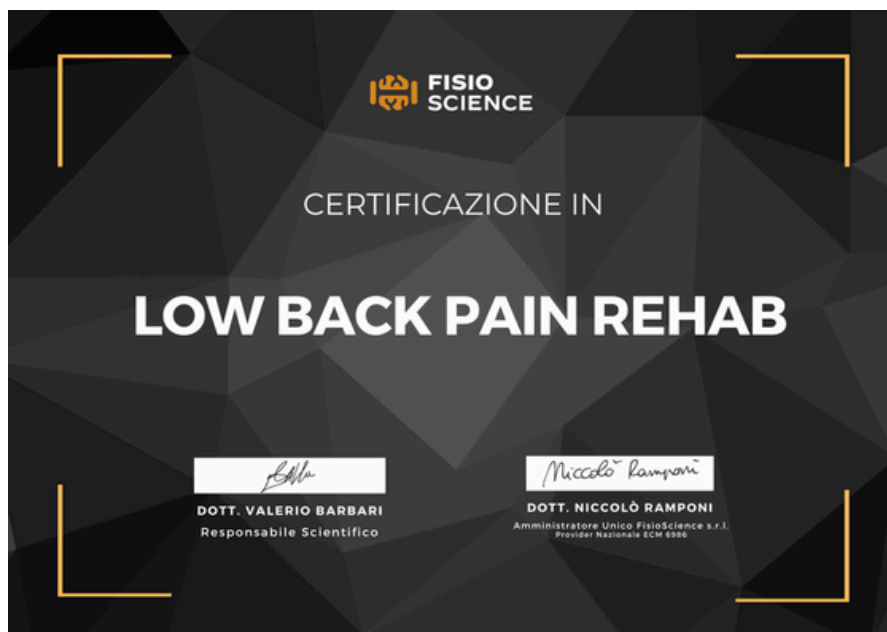 FISIO
SCIENCE
CERTIFICAZIONE IN
LOW BACK PAIN REHAB
Niccolò Ramponi
DOTT. VALERIO BARBARI
Responsabile Scientifico
DOTT. NICCOLÒ RAMPONI
Amministratore Unico FisioScience s.r.l.
Provider Nazionale ECM 6986